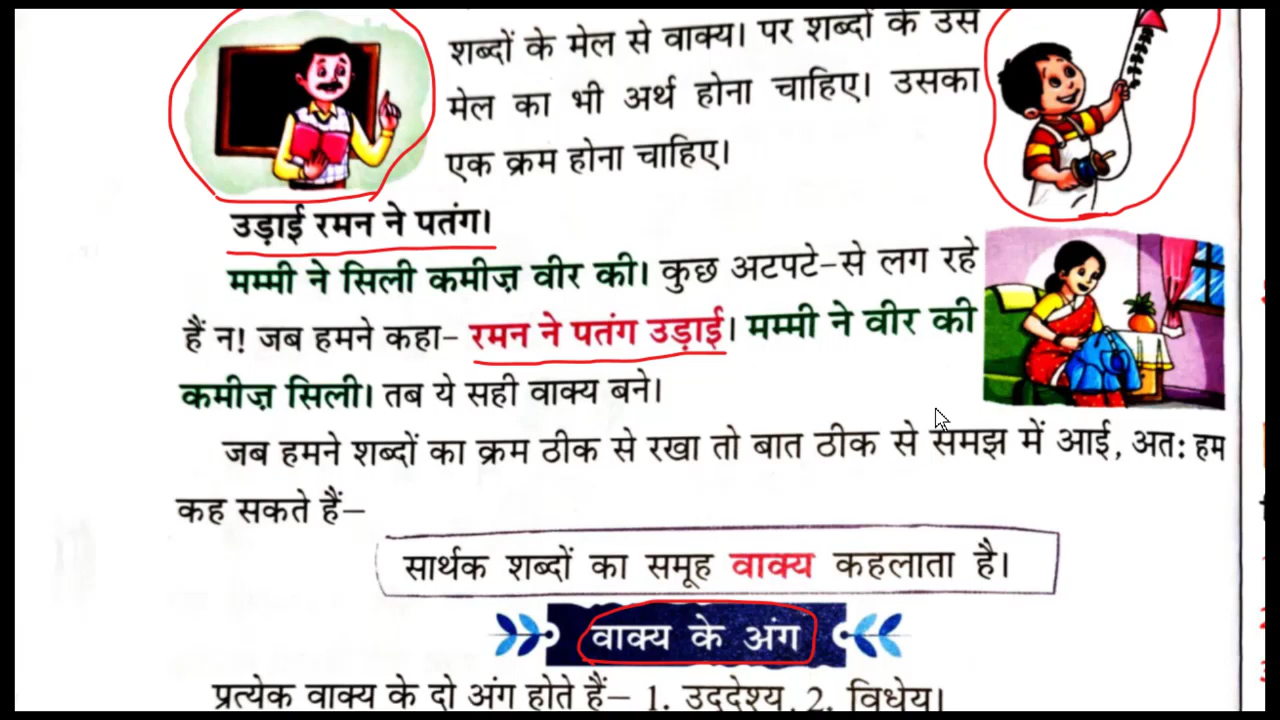 शब्दों के मेल से वाक्य। पर शब्दों के उस
मेल का भी अर्थ होना चाहिए। उसका
एक क्रम होना चाहिए।
उड़ाई रमन ने पतंग।
मम्मी ने सिली कमीज़ वीर की। कुछ अटपटे-से लग रहे
हैं न! जब हमने कहा- रमन ने पतंग उड़ाई। मम्मी ने वीर की
कमीज़ सिली। तब ये सही वाक्य बने।
जब हमने शब्दों का क्रम ठीक से रखा तो बात ठीक से समझ में आई, अतः हम
कह सकते हैं-
सार्थक शब्दों का समूह वाक्य कहलाता है।
वाक्य के अंग
प्रत्येक वाक्य के दो अंग होते हैं- 1. उद्देश्य, 2. विधेय।